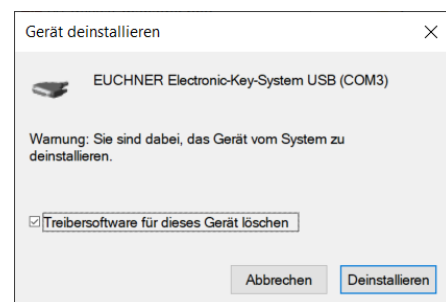 Gerät deinstallieren
EUCHNER Electronic-Key-System USB (COM3)
Warnung: Sie sind dabei, das Gerät vom System zu
deinstallieren.
Treibersoftware für dieses Gerät löschen
Abbrechen Deinstallieren